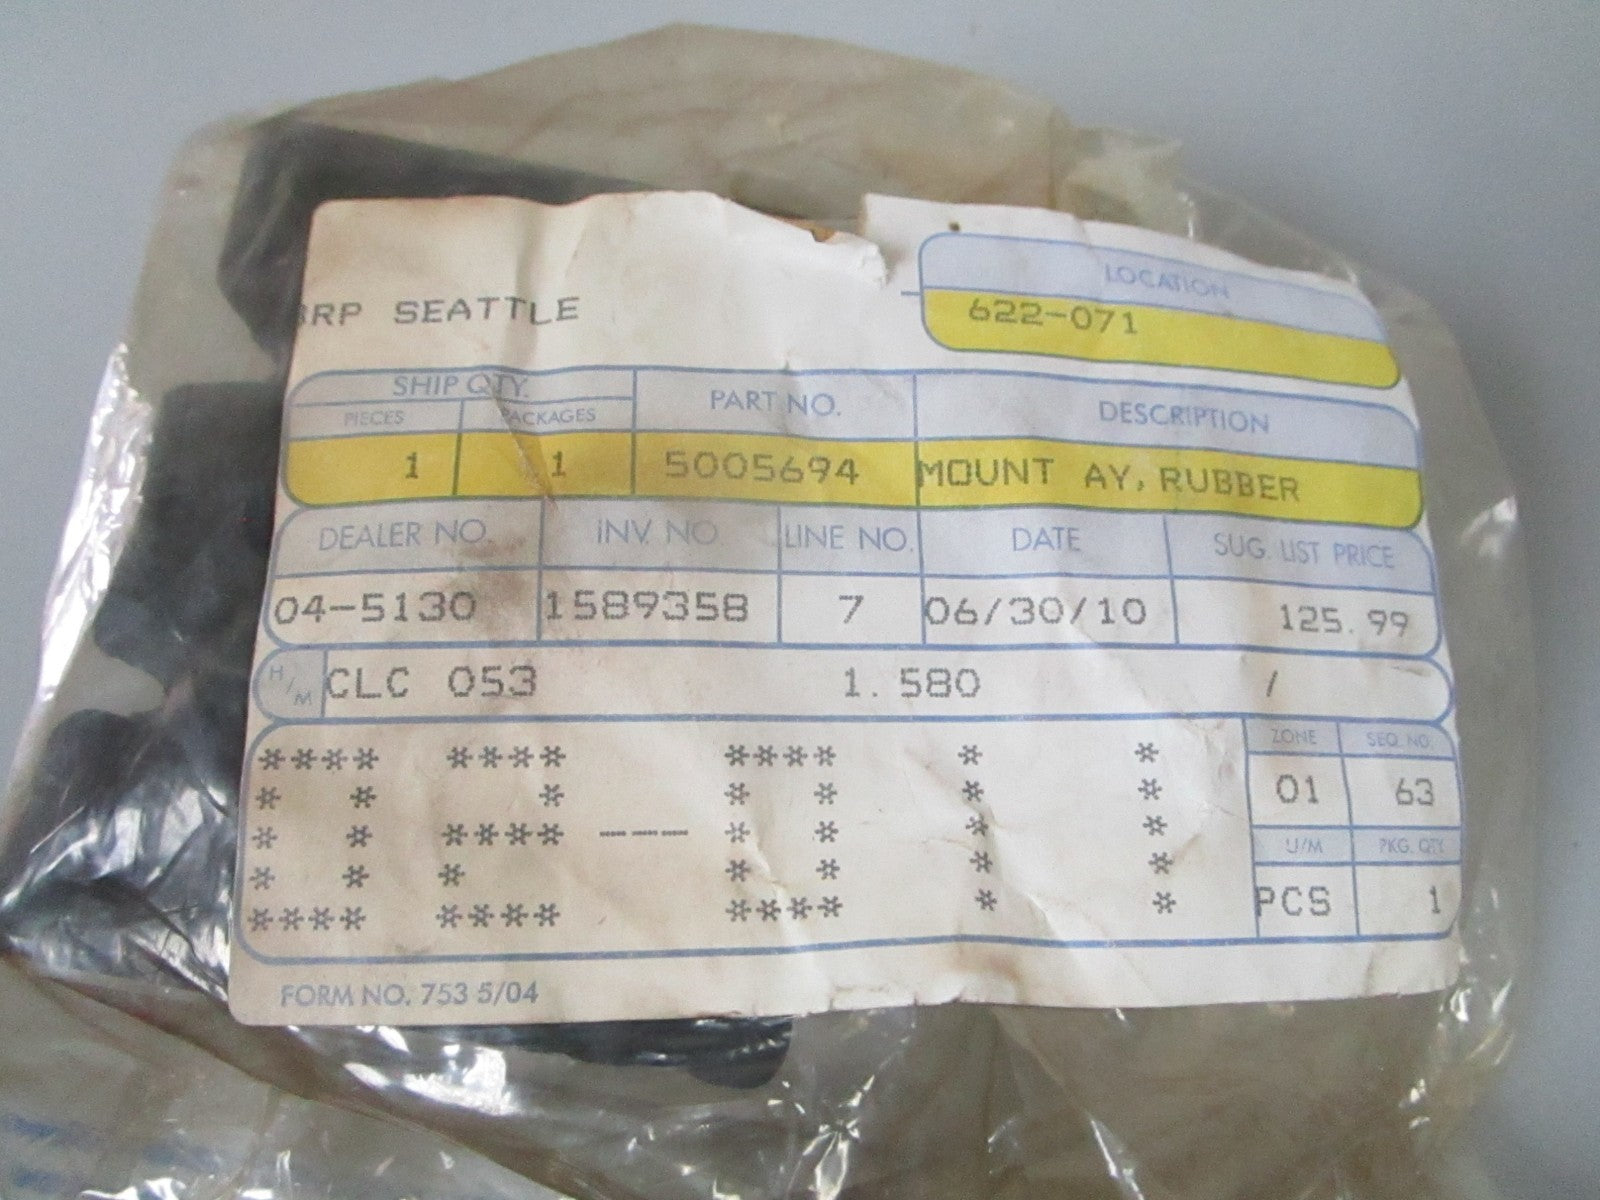 BRP SEATTLE
LOCATION
622-071
SHIP QTY.
PIECES PACKAGES PART NO. DESCRIPTION
1 1 5005694 MOUNT AY, RUBBER
DEALER NO. INV. NO. LINE NO. DATE SUG. LIST PRICE
04-5130 1589358 7 06/30/10 125.99
H/M CLC 053 1.580 /
ZONE SEQ. NO.
01 63
U/M PKG. QTY.
PCS 1
02---011
FORM NO. 753 5/04